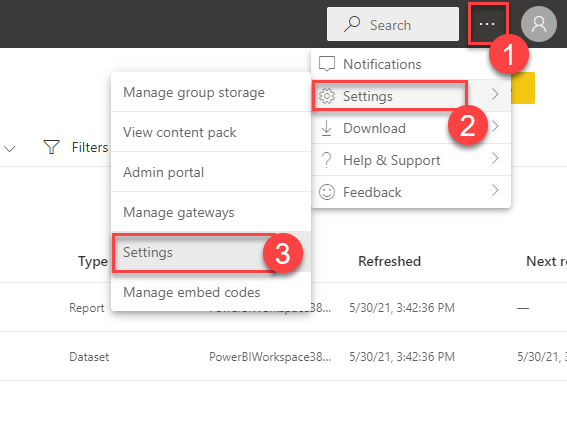 Search
...
1
Notifications
Manage group storage
Settings
2
View content pack
Download
Filters
Help & Support
Admin portal
Feedback
Manage gateways
Type
Settings
3
Refreshed
Next r
Manage embed codes
Report
5/30/21, 3:42:36 PM
—
Dataset
PowerBIWorkspace38...
5/30/21, 3:42:36 PM
5/30/21,